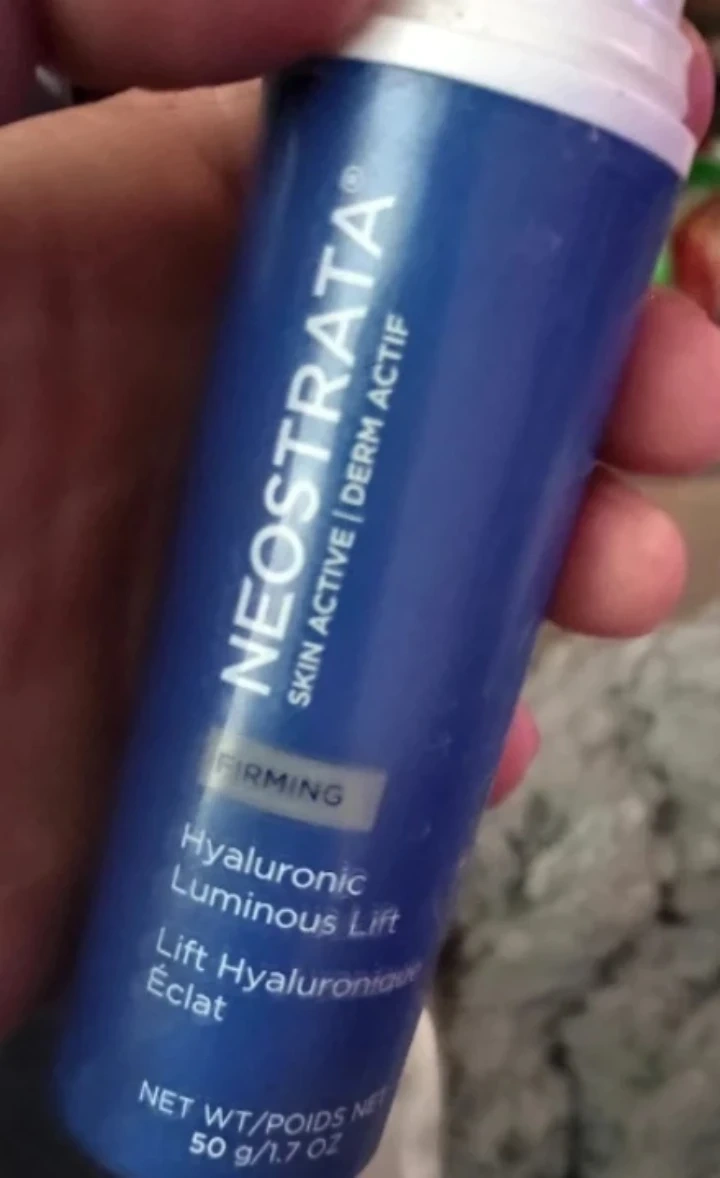 NEOSTRATA®
SKIN ACTIVE | DERM ACTIF
FIRMING
Hyaluronic
Luminous Lift
Lift Hyaluronique
Éclat
NET WT/POIDS NET
50 g/1.7 OZ